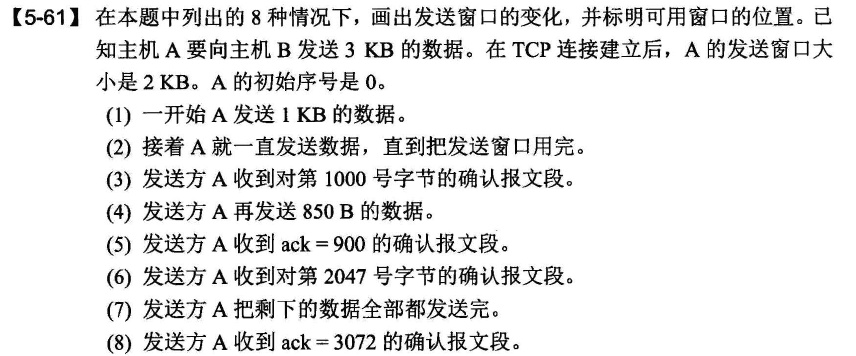 【5-61】 在本题中列出的 8 种情况下，画出发送窗口的变化，并标明可用窗口的位置。已
知主机 A 要向主机 B 发送 3 KB 的数据。在 TCP 连接建立后，A 的发送窗口大
小是 2 KB。A 的初始序号是 0。
(1) 一开始 A 发送 1 KB 的数据。
(2) 接着 A 就一直发送数据，直到把发送窗口用完。
(3) 发送方 A 收到对第 1000 号字节的确认报文段。
(4) 发送方 A 再发送 850 B 的数据。
(5) 发送方 A 收到 ack = 900 的确认报文段。
(6) 发送方 A 收到对第 2047 号字节的确认报文段。
(7) 发送方 A 把剩下的数据全部都发送完。
(8) 发送方 A 收到 ack = 3072 的确认报文段。